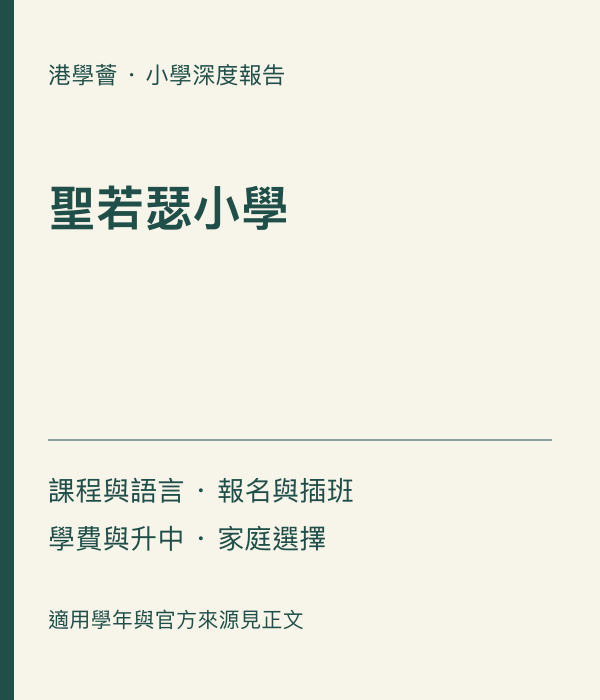 港學薈 · 小學深度報告
聖若瑟小學
課程與語言 · 報名與插班
學費與升中 · 家庭選擇
適用學年與官方來源見正文